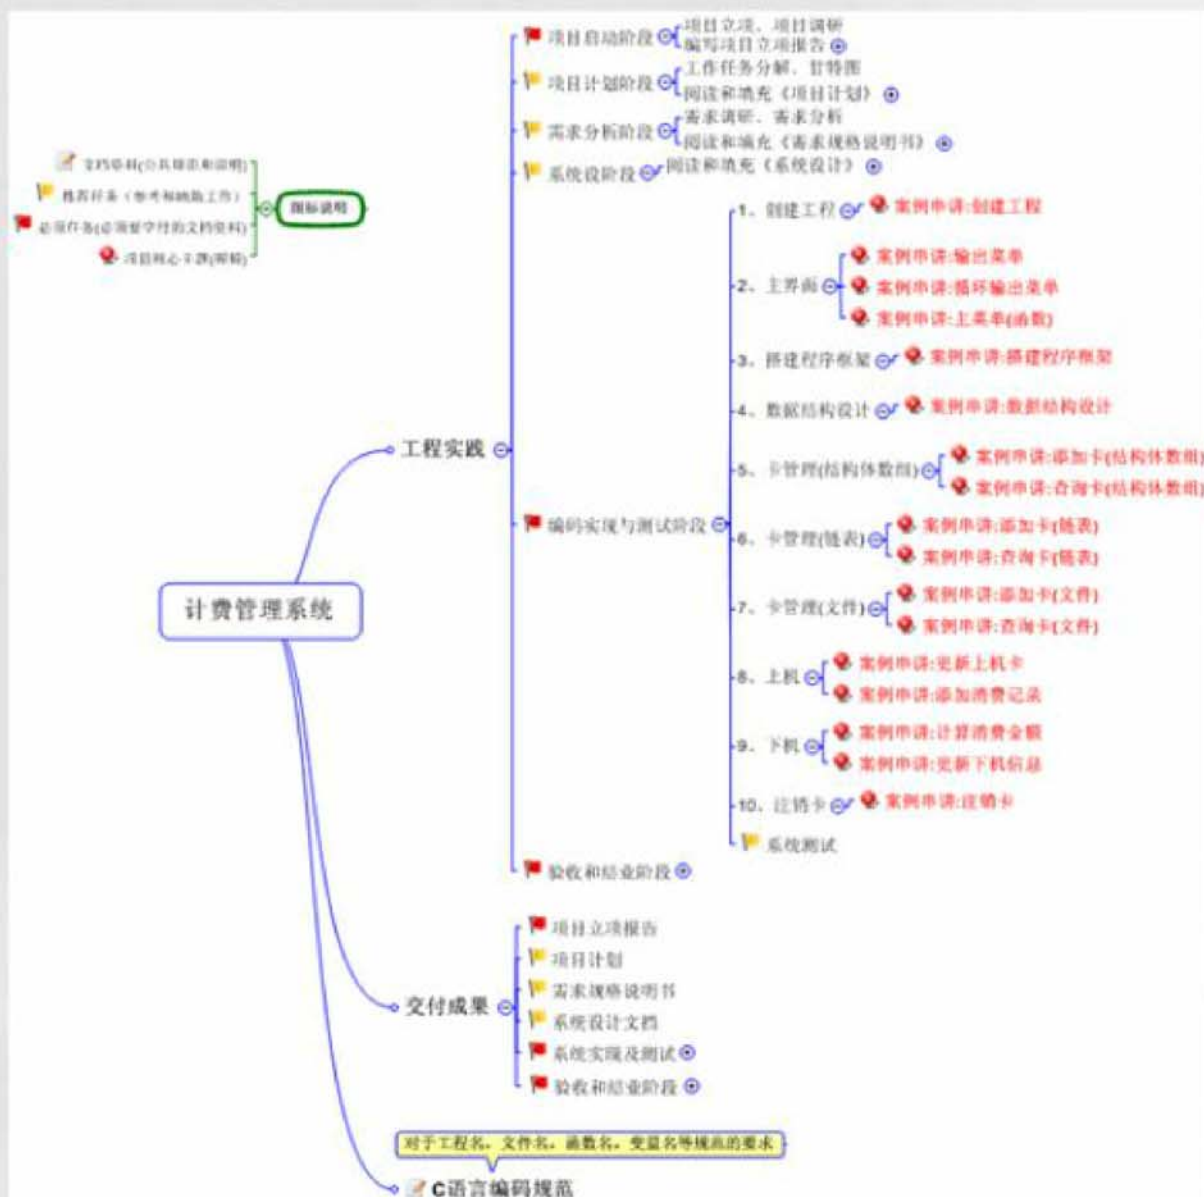 项目启动阶段
项目立项、项目调研
编写项目立项报告
项目计划阶段
工作任务分解、甘特图
阅读和填充《项目计划》
需求分析阶段
需求调研、需求分析
阅读和填充《需求规格说明书》
系统设阶段
阅读和填充《系统设计》
图标说明
工程实践
编码实现与测试阶段
1、创建工程
案例串讲:创建工程
2、主界面
案例串讲:输出菜单
案例串讲:循环输出菜单
案例串讲:主菜单(函数)
3、搭建程序框架
案例串讲:搭建程序框架
4、数据结构设计
案例串讲:数据结构设计
5、卡管理(结构体数组)
案例串讲:添加卡(结构体数组)
案例串讲:查询卡(结构体数组)
6、卡管理(链表)
案例串讲:添加卡(链表)
案例串讲:查询卡(链表)
7、卡管理(文件)
案例串讲:添加卡(文件)
案例串讲:查询卡(文件)
8、上机
案例串讲:更新上机卡
案例串讲:添加消费记录
9、下机
案例串讲:计算消费金额
案例串讲:更新下机信息
10、注销卡
案例串讲:注销卡
系统测试
验收和结业阶段
计费管理系统
交付成果
项目立项报告
项目计划
需求规格说明书
系统设计文档
系统实现及测试
验收和结业阶段
对于工程名、文件名、函数名、变量名等规范的要求
C语言编码规范